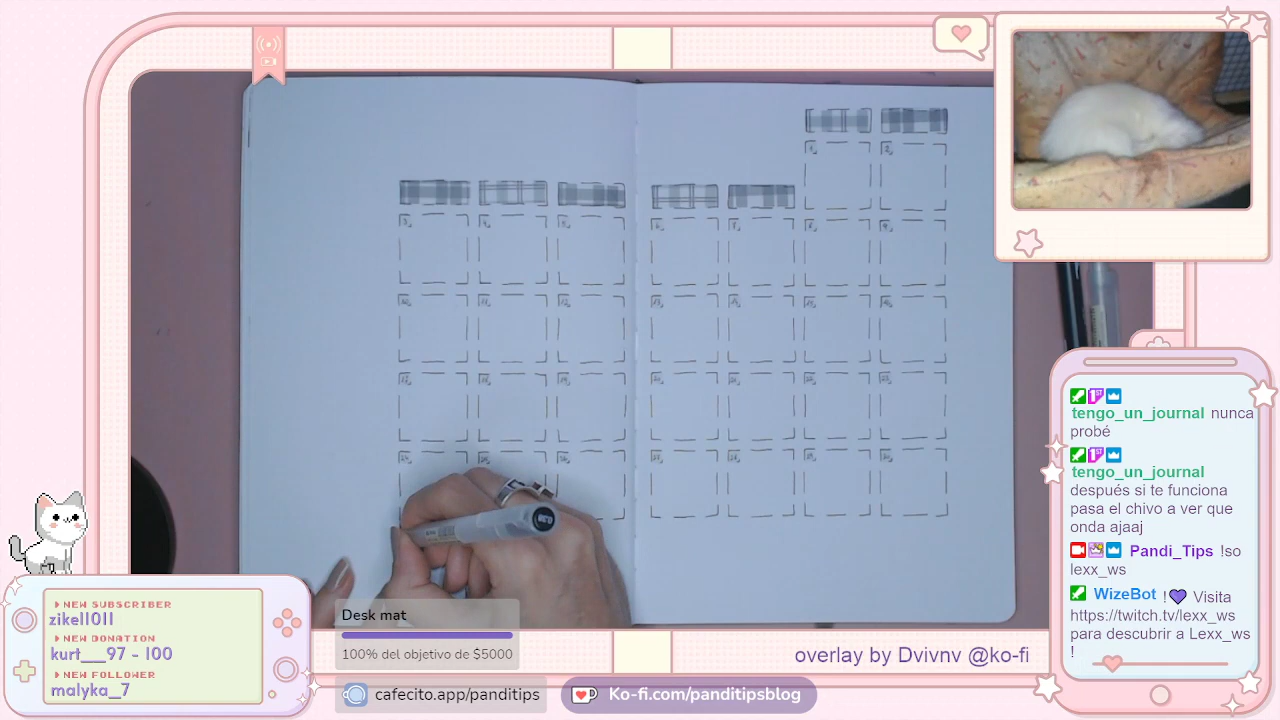 tengo_un_journal nunca
probé
tengo_un_journal
después si te funciona
pasa el chivo a ver que
onda ajaaj
Pandi_Tips !so
lexx_ws
WizeBot ! Visita
https://twitch.tv/lexx_ws
para descubrir a Lexx_ws
!
NEW SUBSCRIBER
zikell0ll
NEW DONATION
kurt__97 - 100
NEW FOLLOWER
malyka_7
Desk mat
100% del objetivo de $5000
overlay by Dvivnv @ko-fi
cafecito.app/panditips
Ko-fi.com/panditipsblog